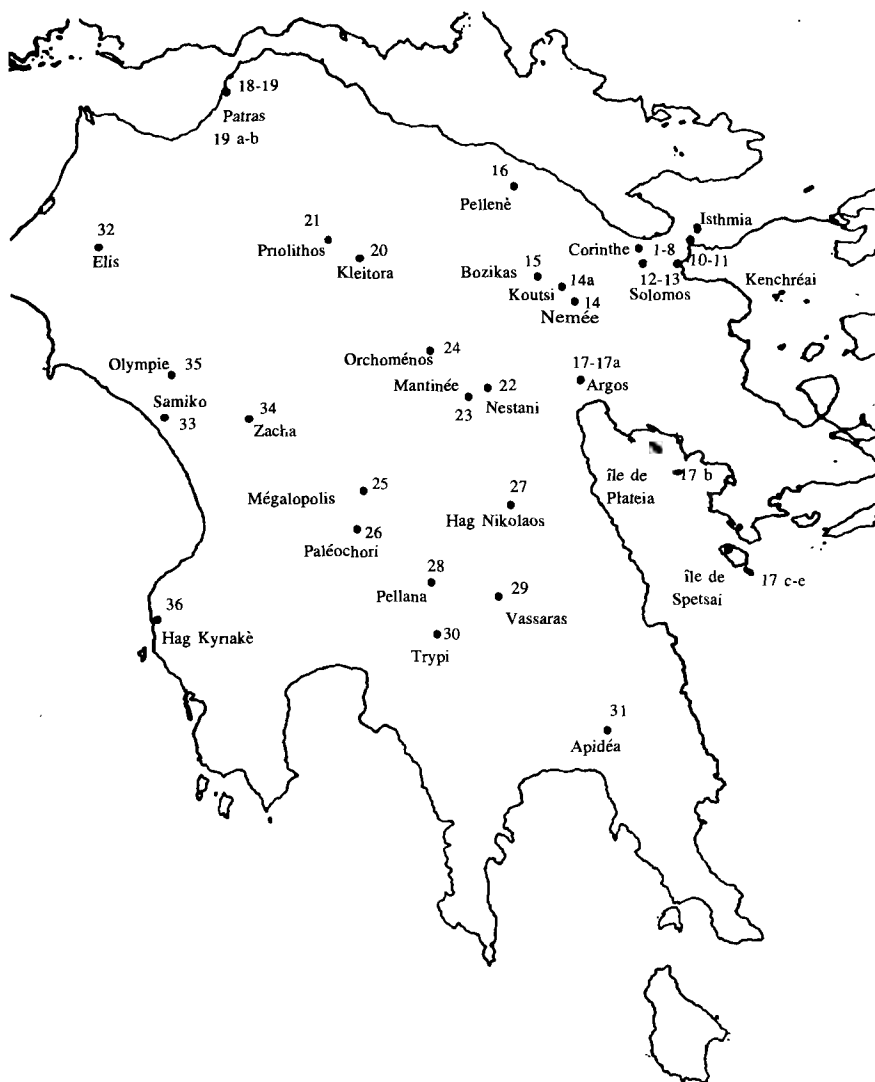 18-19
Patras
19 a-b
16
Pellenè
Isthmia
21
Priolithos
32
Elis
20
Kleitora
Corinthe
1-8
10-11
12-13
Solomos
Kenchréai
15
Bozikas
14a
Koutsi
14
Nemée
24
Orchoménos
Olympie
35
17-17a
Argos
Mantinée
22
Nestani
23
Samiko
33
34
Zacha
île de
Plateia
17 b
25
Mégalopolis
27
Hag Nikolaos
26
Paléochori
28
Pellana
29
Vassaras
île de
Spetsai
17 c-e
36
Hag Kyriakè
30
Trypi
31
Apidéa